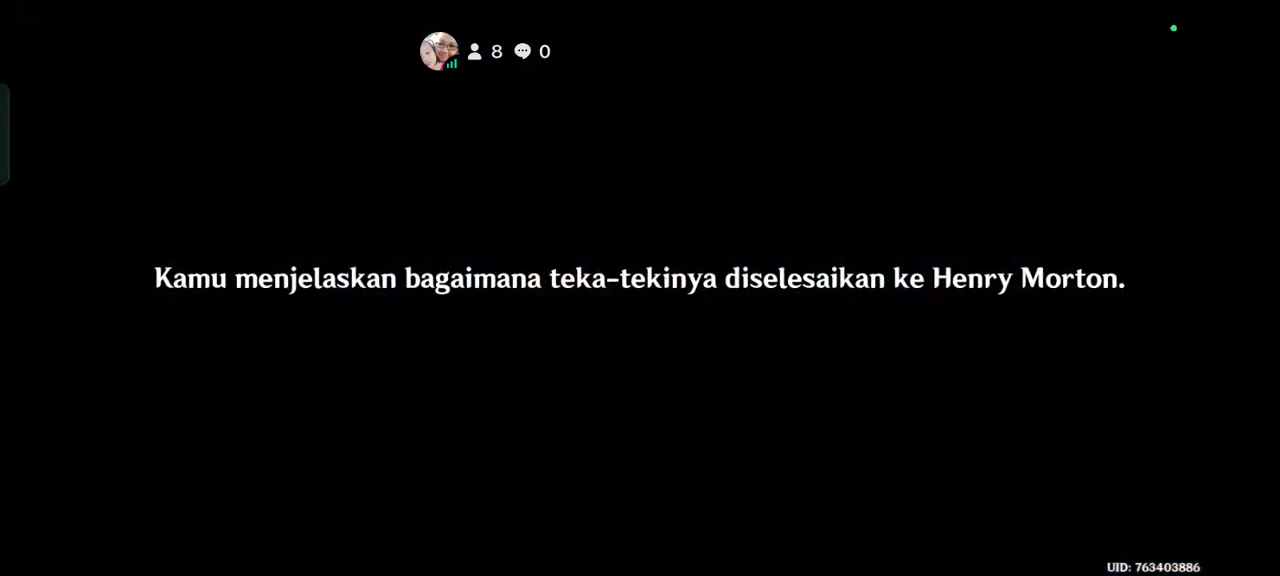 8 0
Kamu menjelaskan bagaimana teka-tekinya diselesaikan ke Henry Morton.
UID: 763403886